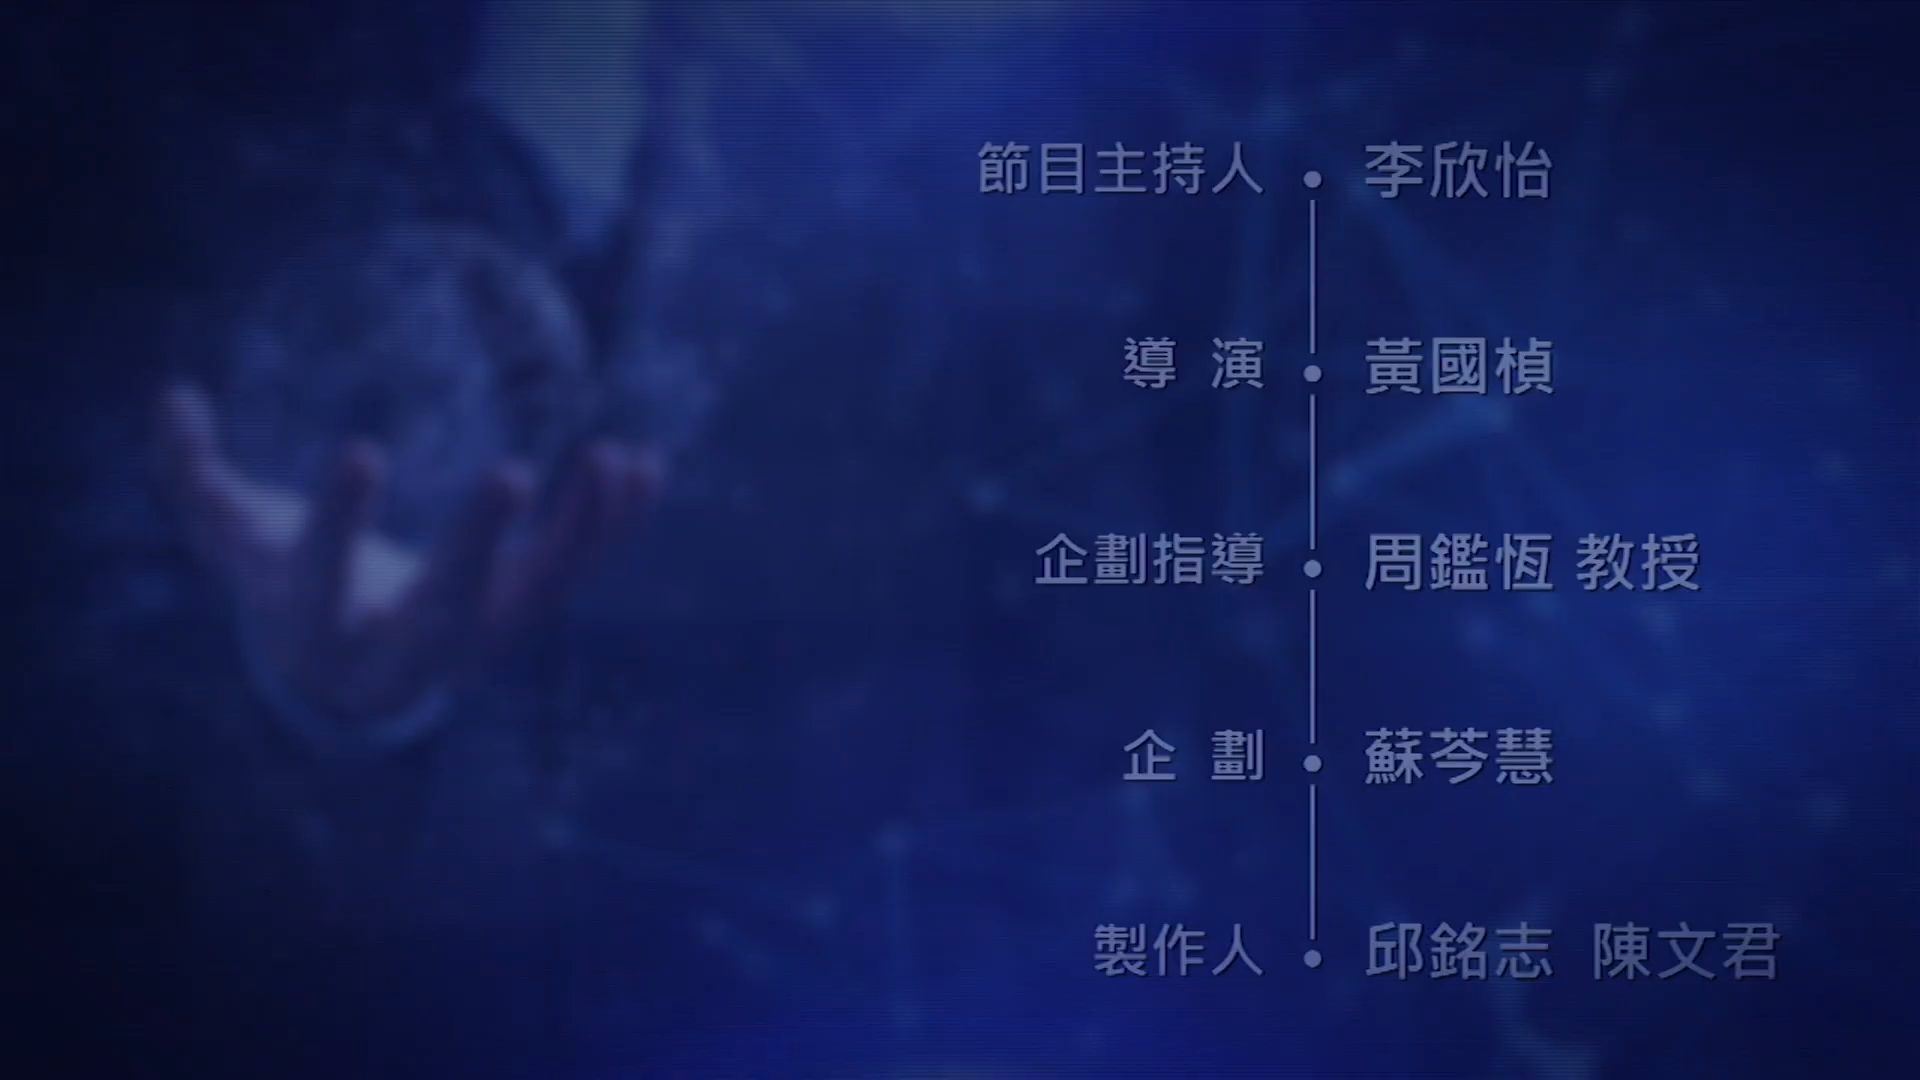 節目主持人 • 李欣怡
導 演 • 黃國楨
企劃指導 • 周鑑恆 教授
企 劃 • 蘇芩慧
製作人 • 邱銘志 陳文君